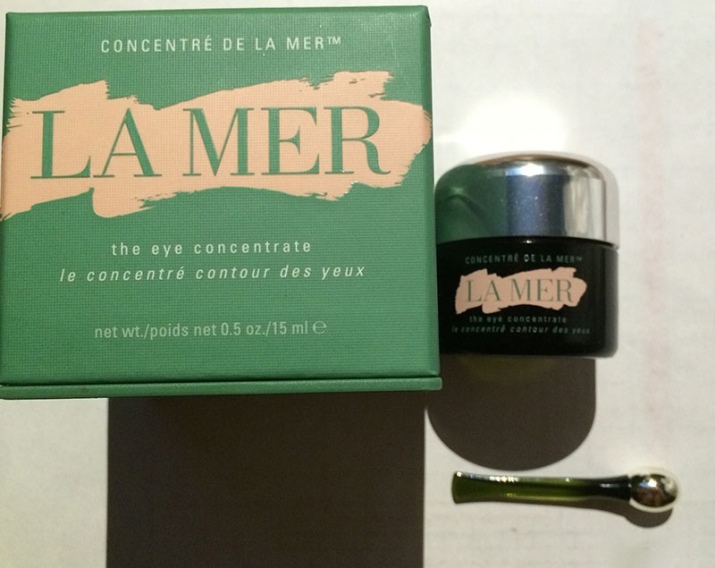 CONCENTRÉ DE LA MER™
LA MER
the eye concentrate
le concentré contour des yeux
net wt./poids net 0.5 oz./15 ml ℮
CONCENTRÉ DE LA MER™
LA MER
the eye concentrate
le concentré contour des yeux